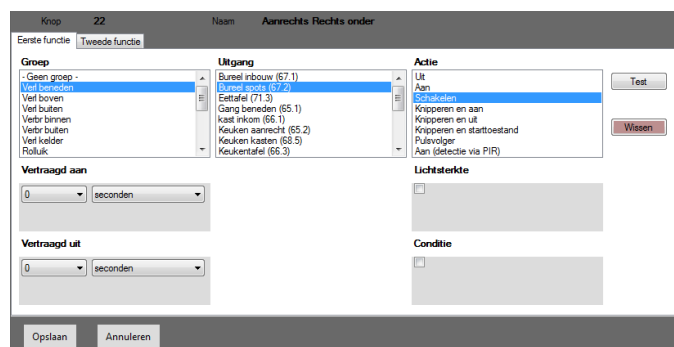 Knop 22 Naam Aanrechts Rechts onder
Eerste functie Tweede functie
Groep
- Geen groep -
Verl beneden
Verl boven
Verl buiten
Verbr binnen
Verbr buiten
Verl kelder
Rolluik
Uitgang
Bureel inbouw (67.1)
Bureel spots (67.2)
Eettafel (71.3)
Gang beneden (65.1)
kast inkom (66.1)
Keuken aanrecht (65.2)
Keuken kasten (68.5)
Keukentafel (66.3)
Actie
Uit
Aan
Schakelen
Knipperen en aan
Knipperen en uit
Knipperen en starttoestand
Pulsvolger
Aan (detectie via PIR)
Test
Wissen
Vertraagd aan
0 seconden
Lichtsterkte
Vertraagd uit
0 seconden
Conditie
Opslaan Annuleren